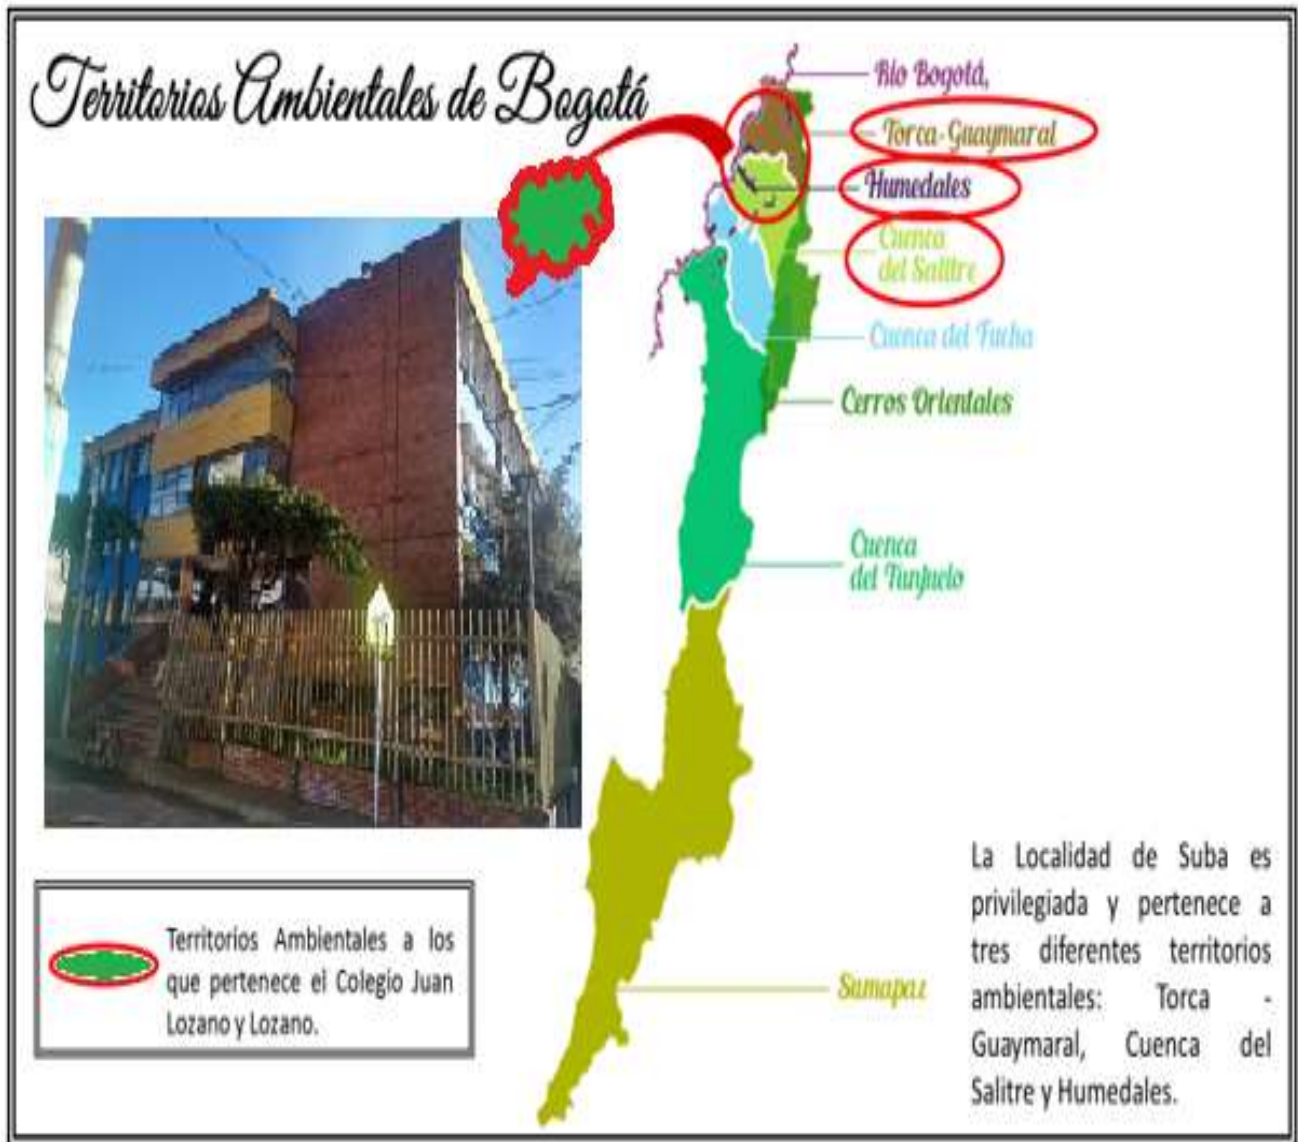 Territorios Ambientales de Bogotá
Río Bogotá,
Torca-Guaymaral
Humedales
Cuenca
del Salitre
Cuenca del Fucha
Cerros Orientales
Cuenca
del Tunjuelo
Sumapaz
Territorios Ambientales a los
que pertenece el Colegio Juan
Lozano y Lozano.
La Localidad de Suba es
privilegiada y pertenece a
tres diferentes territorios
ambientales: Torca -
Guaymaral, Cuenca del
Salitre y Humedales.